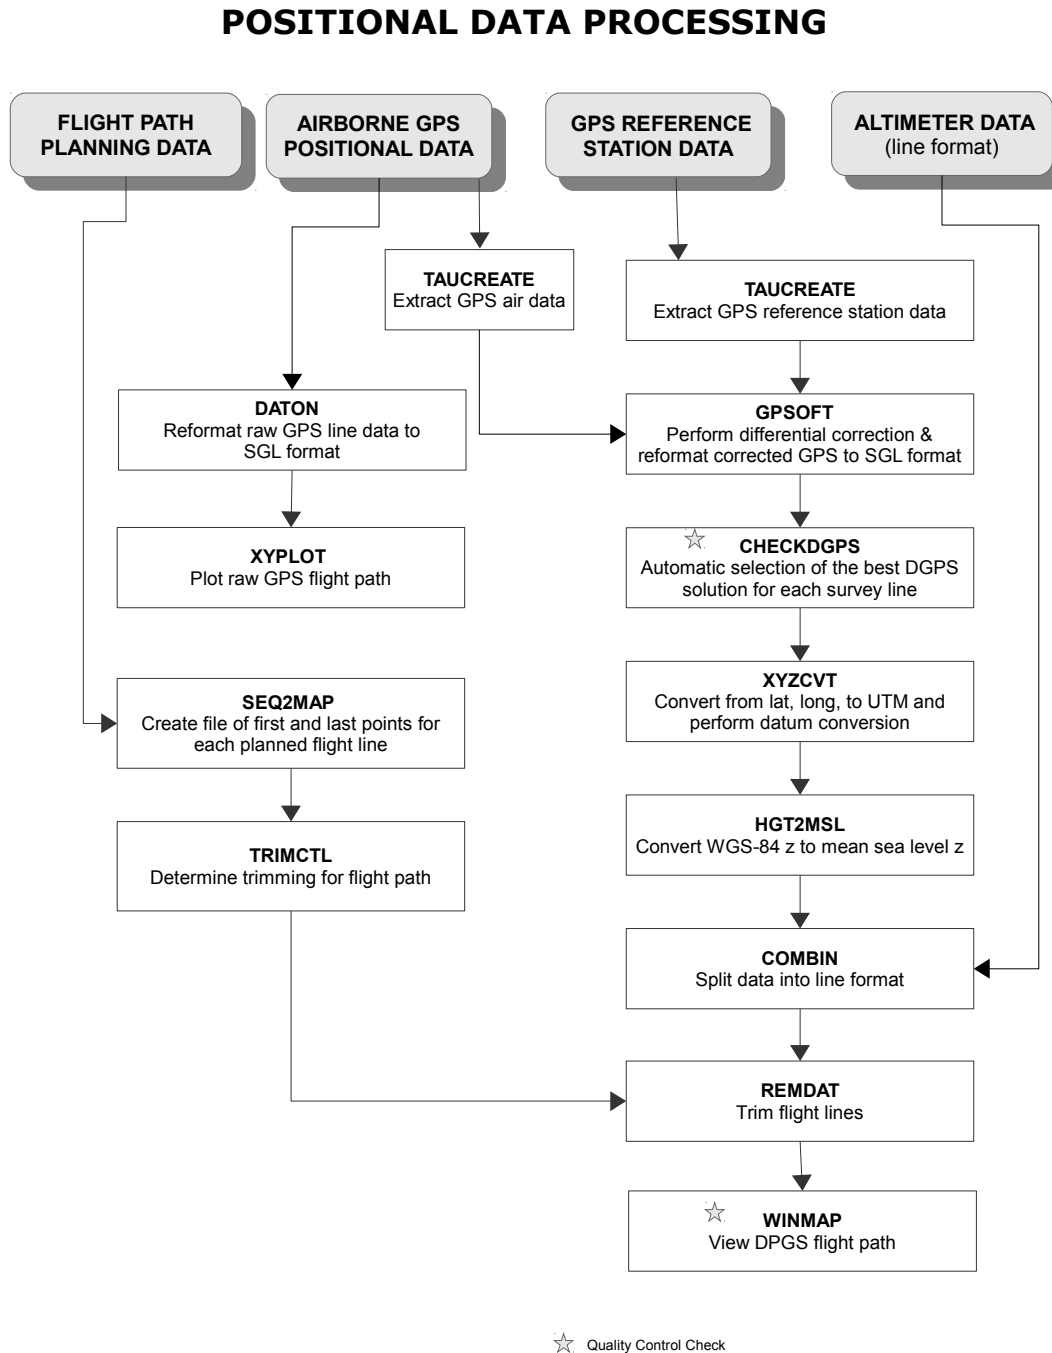 POSITIONAL DATA PROCESSING
FLIGHT PATH
PLANNING DATA
AIRBORNE GPS
POSITIONAL DATA
GPS REFERENCE
STATION DATA
ALTIMETER DATA
(line format)
TAUCREATE
Extract GPS air data
TAUCREATE
Extract GPS reference station data
DATON
Reformat raw GPS line data to
SGL format
GPSOFT
Perform differential correction &
reformat corrected GPS to SGL format
XYPLOT
Plot raw GPS flight path
CHECKDGPS
Automatic selection of the best DGPS
solution for each survey line
SEQ2MAP
Create file of first and last points for
each planned flight line
XYZCVT
Convert from lat, long, to UTM and
perform datum conversion
TRIMCTL
Determine trimming for flight path
HGT2MSL
Convert WGS-84 z to mean sea level z
COMBIN
Split data into line format
REMDAT
Trim flight lines
WINMAP
View DPGS flight path
Quality Control Check